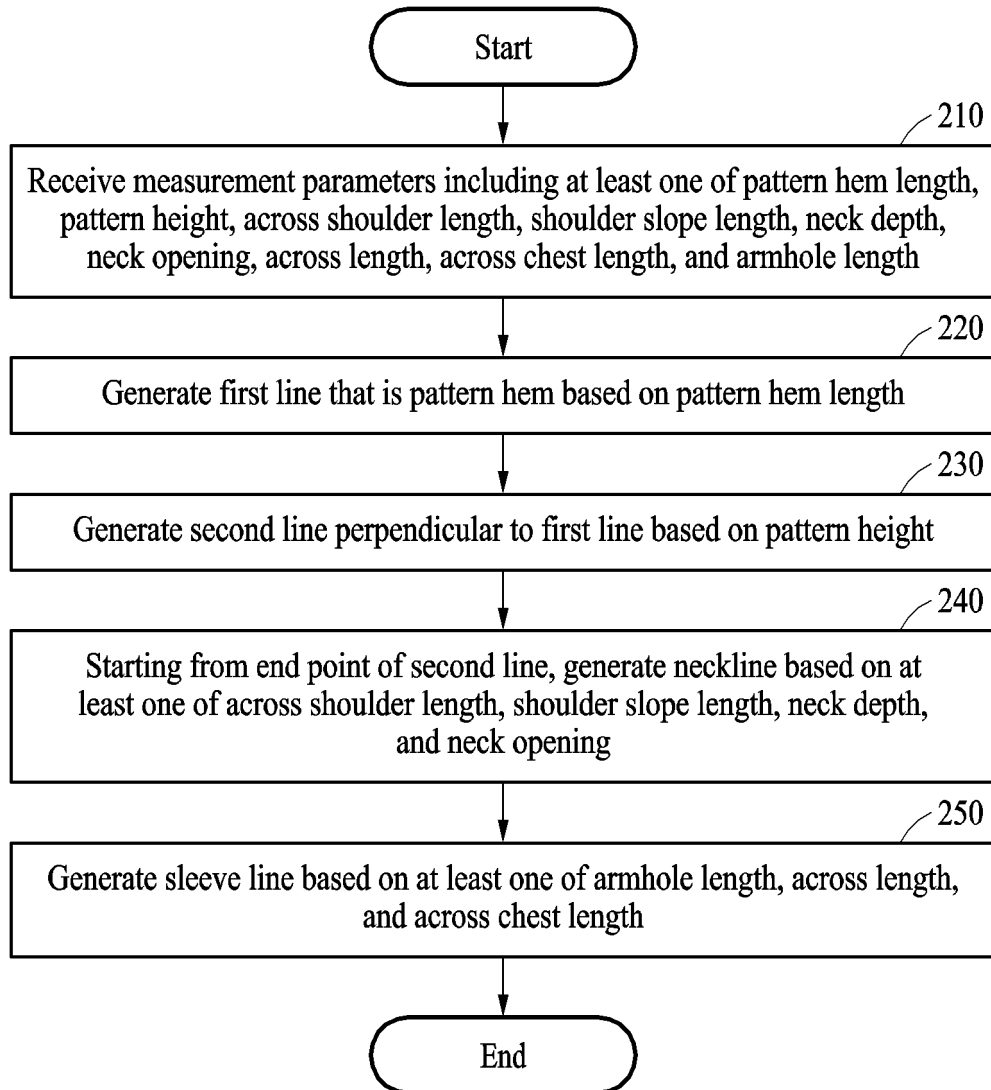 Start
210
Receive measurement parameters including at least one of pattern hem length,
pattern height, across shoulder length, shoulder slope length, neck depth,
neck opening, across length, across chest length, and armhole length
220
Generate first line that is pattern hem based on pattern hem length
230
Generate second line perpendicular to first line based on pattern height
240
Starting from end point of second line, generate neckline based on at
least one of across shoulder length, shoulder slope length, neck depth,
and neck opening
250
Generate sleeve line based on at least one of armhole length, across length,
and across chest length
End